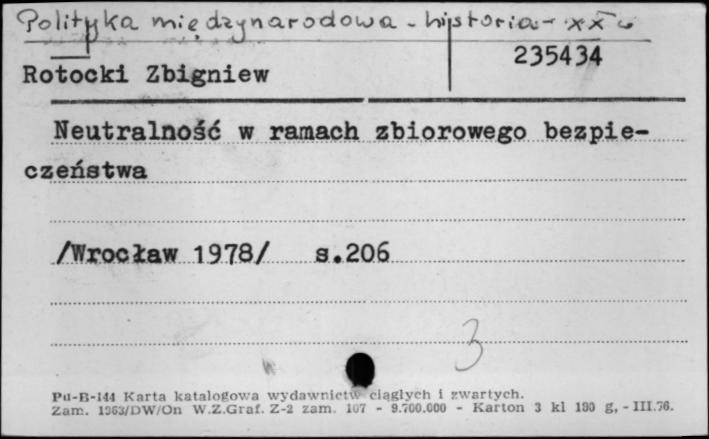 Polityka międzynarodowa - historia - XX w
235434
Rotocki Zbigniew
Neutralność w ramach zbiorowego bezpie-
czeństwa
/Wrocław 1978/ s.206
3
Pu-B-144 Karta katalogowa wydawnictw ciągłych i zwartych.
Zam. 1963/DW/On W.Z.Graf. Z-2 zam. 107 - 9.700.000 - Karton 3 kl 190 g, - III.76.